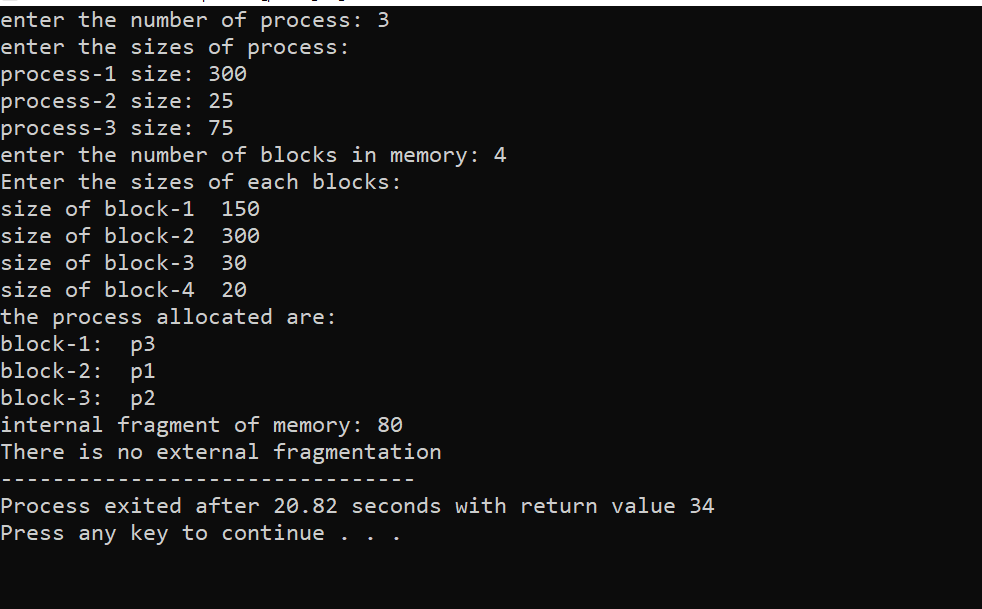 enter the number of process: 3
enter the sizes of process:
process-1 size: 300
process-2 size: 25
process-3 size: 75
enter the number of blocks in memory: 4
Enter the sizes of each blocks:
size of block-1  150
size of block-2  300
size of block-3  30
size of block-4  20
the process allocated are:
block-1:  p3
block-2:  p1
block-3:  p2
internal fragment of memory: 80
There is no external fragmentation
--------------------------------
Process exited after 20.82 seconds with return value 34
Press any key to continue . . .